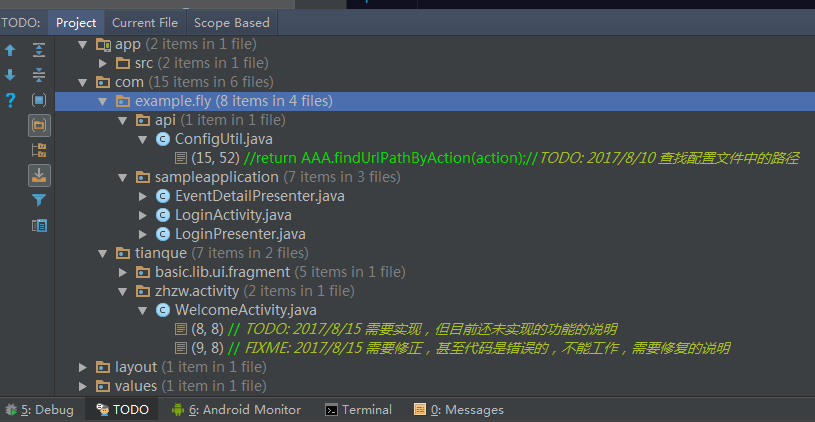 TODO: Project Current File Scope Based
app (2 items in 1 file)
src (2 items in 1 file)
com (15 items in 6 files)
example.fly (8 items in 4 files)
api (1 item in 1 file)
ConfigUtil.java
(15, 52) //return AAA.findUrlPathByAction(action);//TODO: 2017/8/10 查找配置文件中的路径
sampleapplication (7 items in 3 files)
EventDetailPresenter.java
LoginActivity.java
LoginPresenter.java
tianque (7 items in 2 files)
basic.lib.ui.fragment (5 items in 1 file)
zhzw.activity (2 items in 1 file)
WelcomeActivity.java
(8, 8) // TODO: 2017/8/15 需要实现，但目前还未实现的功能的说明
(9, 8) // FIXME: 2017/8/15 需要修正，甚至代码是错误的，不能工作，需要修复的说明
layout (1 item in 1 file)
values (1 item in 1 file)
5: Debug TODO 6: Android Monitor Terminal 0: Messages